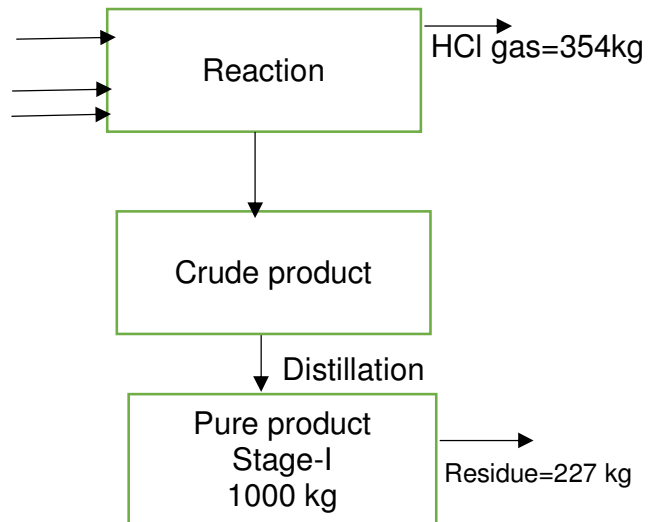 Reaction
HCl gas=354kg
Crude product
Distillation
Pure product
Stage-I
1000 kg
Residue=227 kg